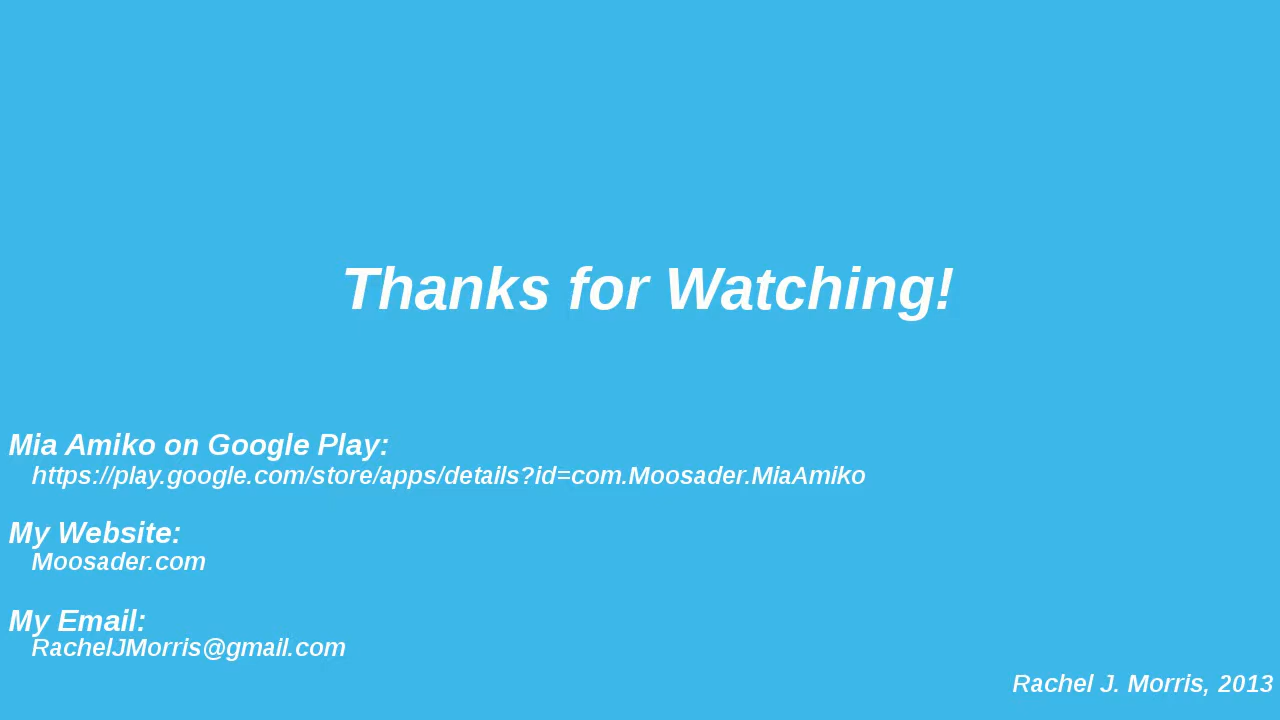 Thanks for Watching!
Mia Amiko on Google Play:
https://play.google.com/store/apps/details?id=com.Moosader.MiaAmiko
My Website:
Moosader.com
My Email:
RachelJMorris@gmail.com
Rachel J. Morris, 2013